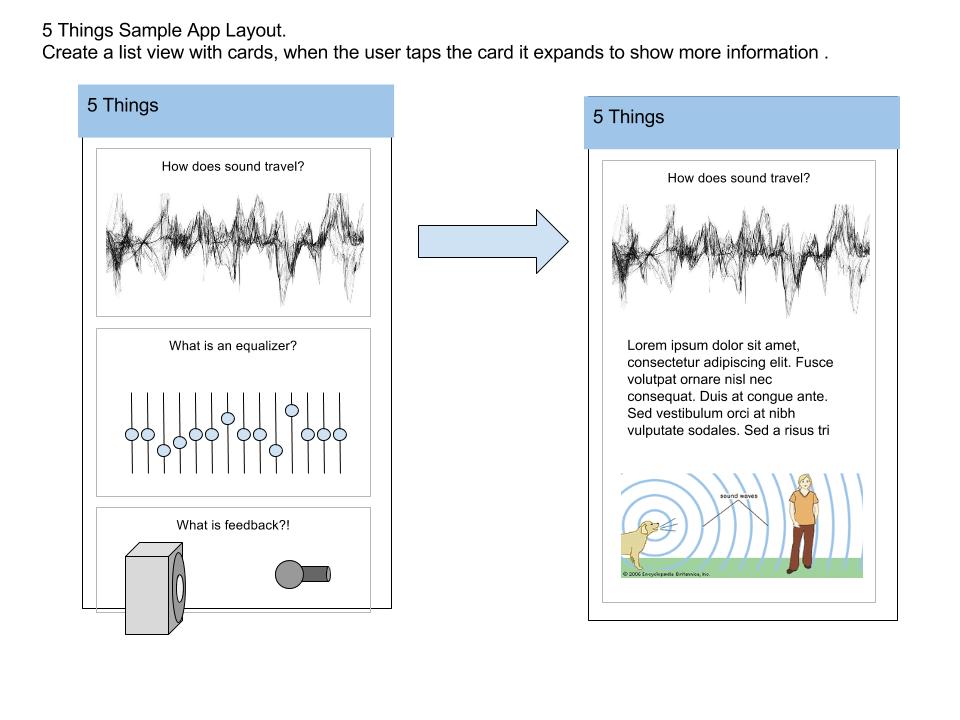 5 Things Sample App Layout.
Create a list view with cards, when the user taps the card it expands to show more information .
5 Things
How does sound travel?
What is an equalizer?
What is feedback?!
5 Things
How does sound travel?
Lorem ipsum dolor sit amet,
consectetur adipiscing elit. Fusce
volutpat ornare nisl nec
consequat. Duis at congue ante.
Sed vestibulum orci at nibh
vulputate sodales. Sed a risus tri
sound waves
© 2006 Encyclopædia Britannica, Inc.